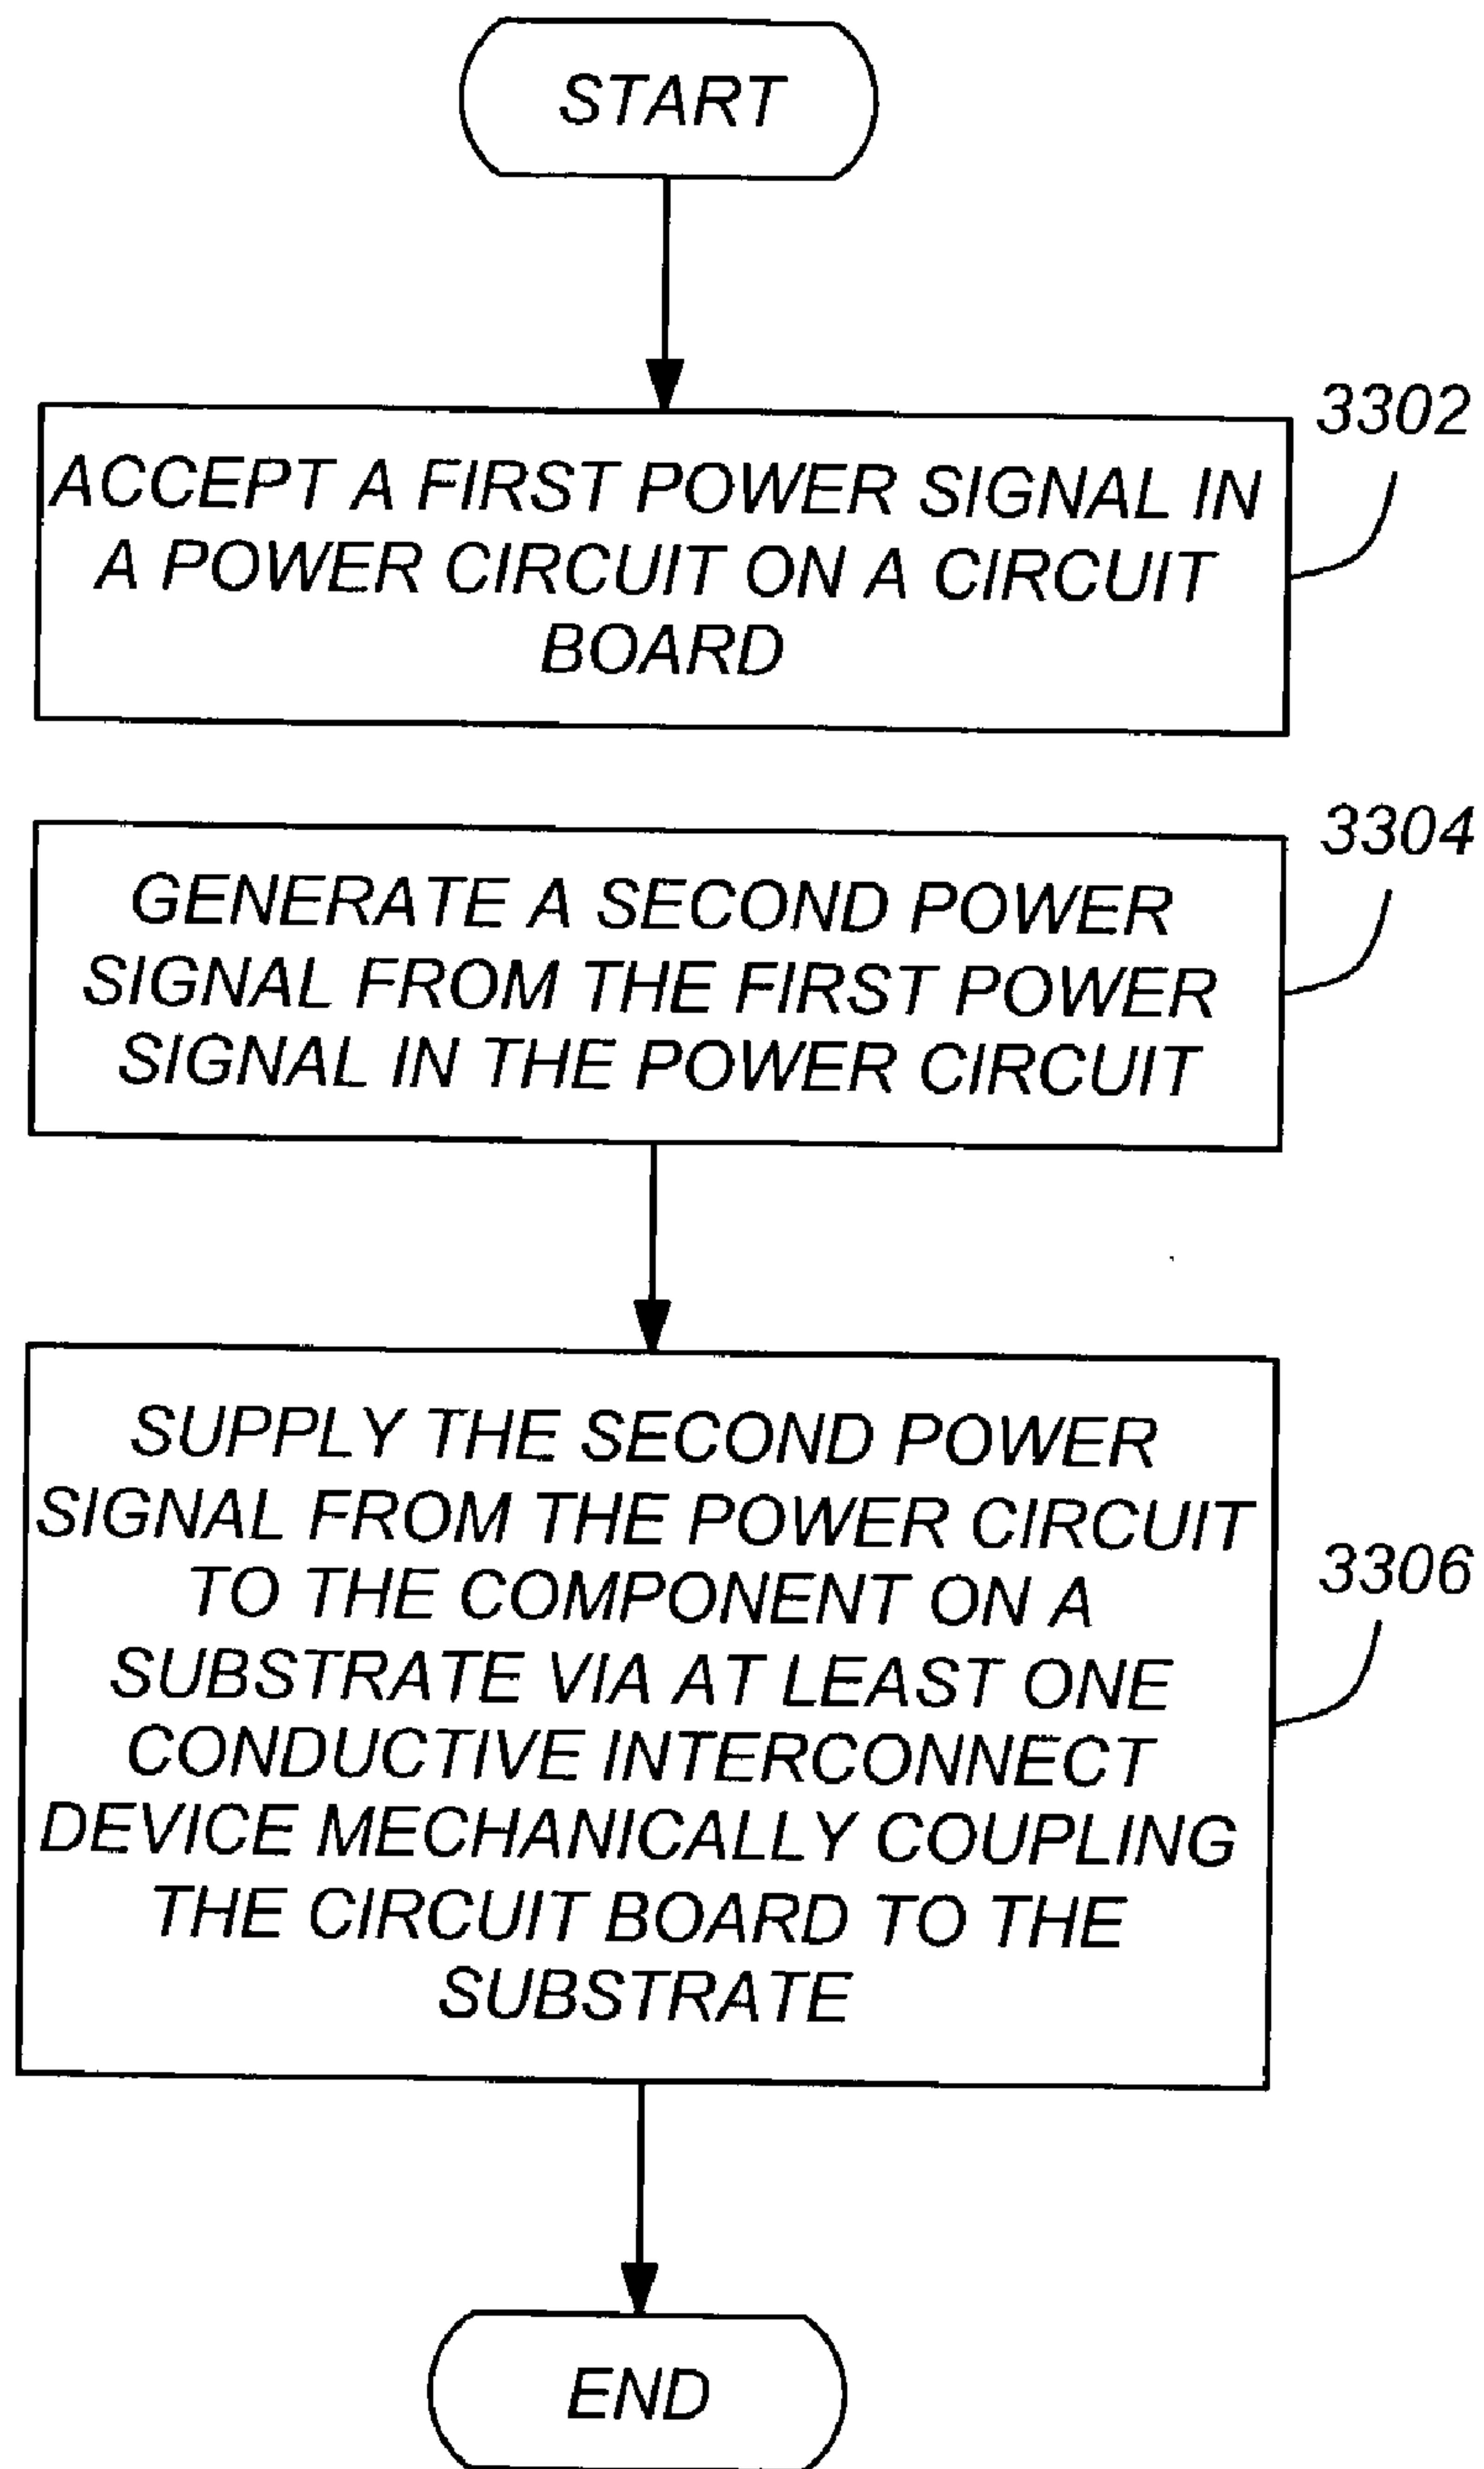 START
3302
ACCEPT A FIRST POWER SIGNAL IN
A POWER CIRCUIT ON A CIRCUIT
BOARD
3304
GENERATE A SECOND POWER
SIGNAL FROM THE FIRST POWER
SIGNAL IN THE POWER CIRCUIT
SUPPLY THE SECOND POWER
SIGNAL FROM THE POWER CIRCUIT
TO THE COMPONENT ON A
3306
SUBSTRATE VIA AT LEAST ONE
CONDUCTIVE INTERCONNECT
DEVICE MECHANICALLY COUPLING
THE CIRCUIT BOARD TO THE
SUBSTRATE
END